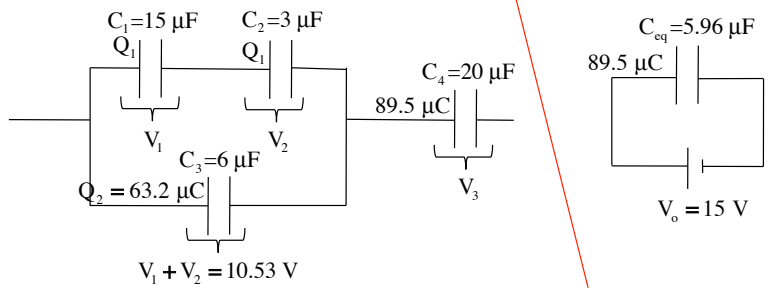 C₁=15 μF
C₂=3 μF
Q₁
Q₁
V₁
V₂
C₃=6 μF
Q₂ = 63.2 μC
V₁ + V₂ = 10.53 V
C₄=20 μF
89.5 μC
V₃
C_eq=5.96 μF
89.5 μC
Vₒ = 15 V